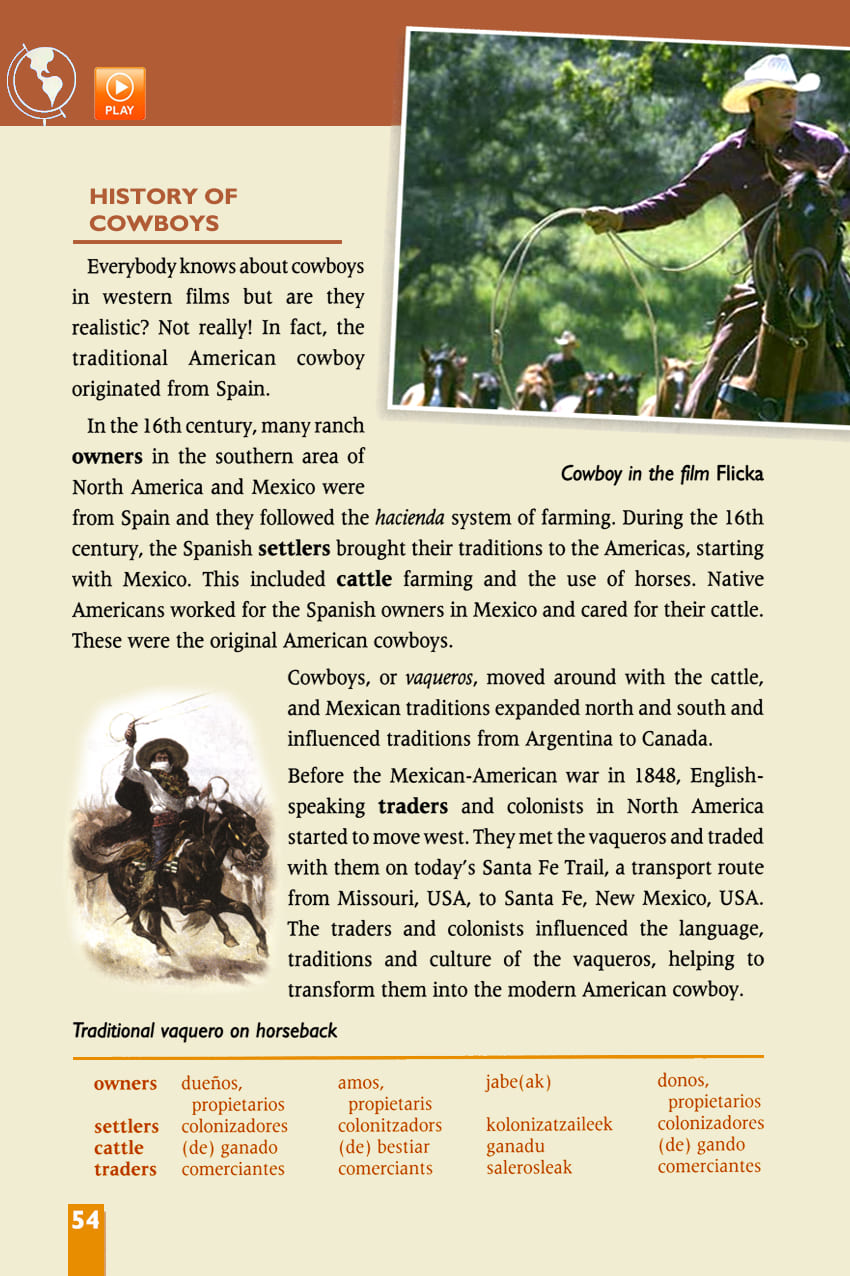 PLAY
HISTORY OF
COWBOYS
Everybody knows about cowboys
in western films but are they
realistic? Not really! In fact, the
traditional American cowboy
originated from Spain.
In the 16th century, many ranch
owners in the southern area of
North America and Mexico were
Cowboy in the film Flicka
from Spain and they followed the hacienda system of farming. During the 16th
century, the Spanish settlers brought their traditions to the Americas, starting
with Mexico. This included cattle farming and the use of horses. Native
Americans worked for the Spanish owners in Mexico and cared for their cattle.
These were the original American cowboys.
Cowboys, or vaqueros, moved around with the cattle,
and Mexican traditions expanded north and south and
influenced traditions from Argentina to Canada.
Before the Mexican-American war in 1848, English-
speaking traders and colonists in North America
started to move west. They met the vaqueros and traded
with them on today's Santa Fe Trail, a transport route
from Missouri, USA, to Santa Fe, New Mexico, USA.
The traders and colonists influenced the language,
traditions and culture of the vaqueros, helping to
transform them into the modern American cowboy.
Traditional vaquero on horseback
owners dueños, amos, jabe(ak) donos,
propietarios propietaris propietarios
settlers colonizadores colonitzadors kolonizatzaileek colonizadores
cattle (de) ganado (de) bestiar ganadu (de) gando
traders comerciantes comerciants salerosleak comerciantes
54